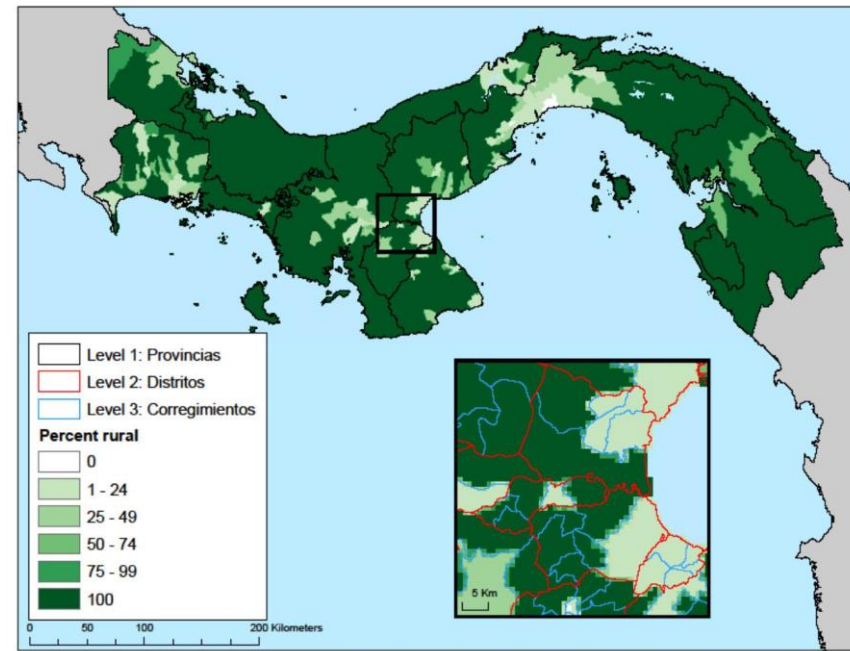 Level 1: Provincias
Level 2: Distritos
Level 3: Corregimientos
Percent rural
0
1 - 24
25 - 49
50 - 74
75 - 99
100
0 50 100 200 Kilometers
5 Km